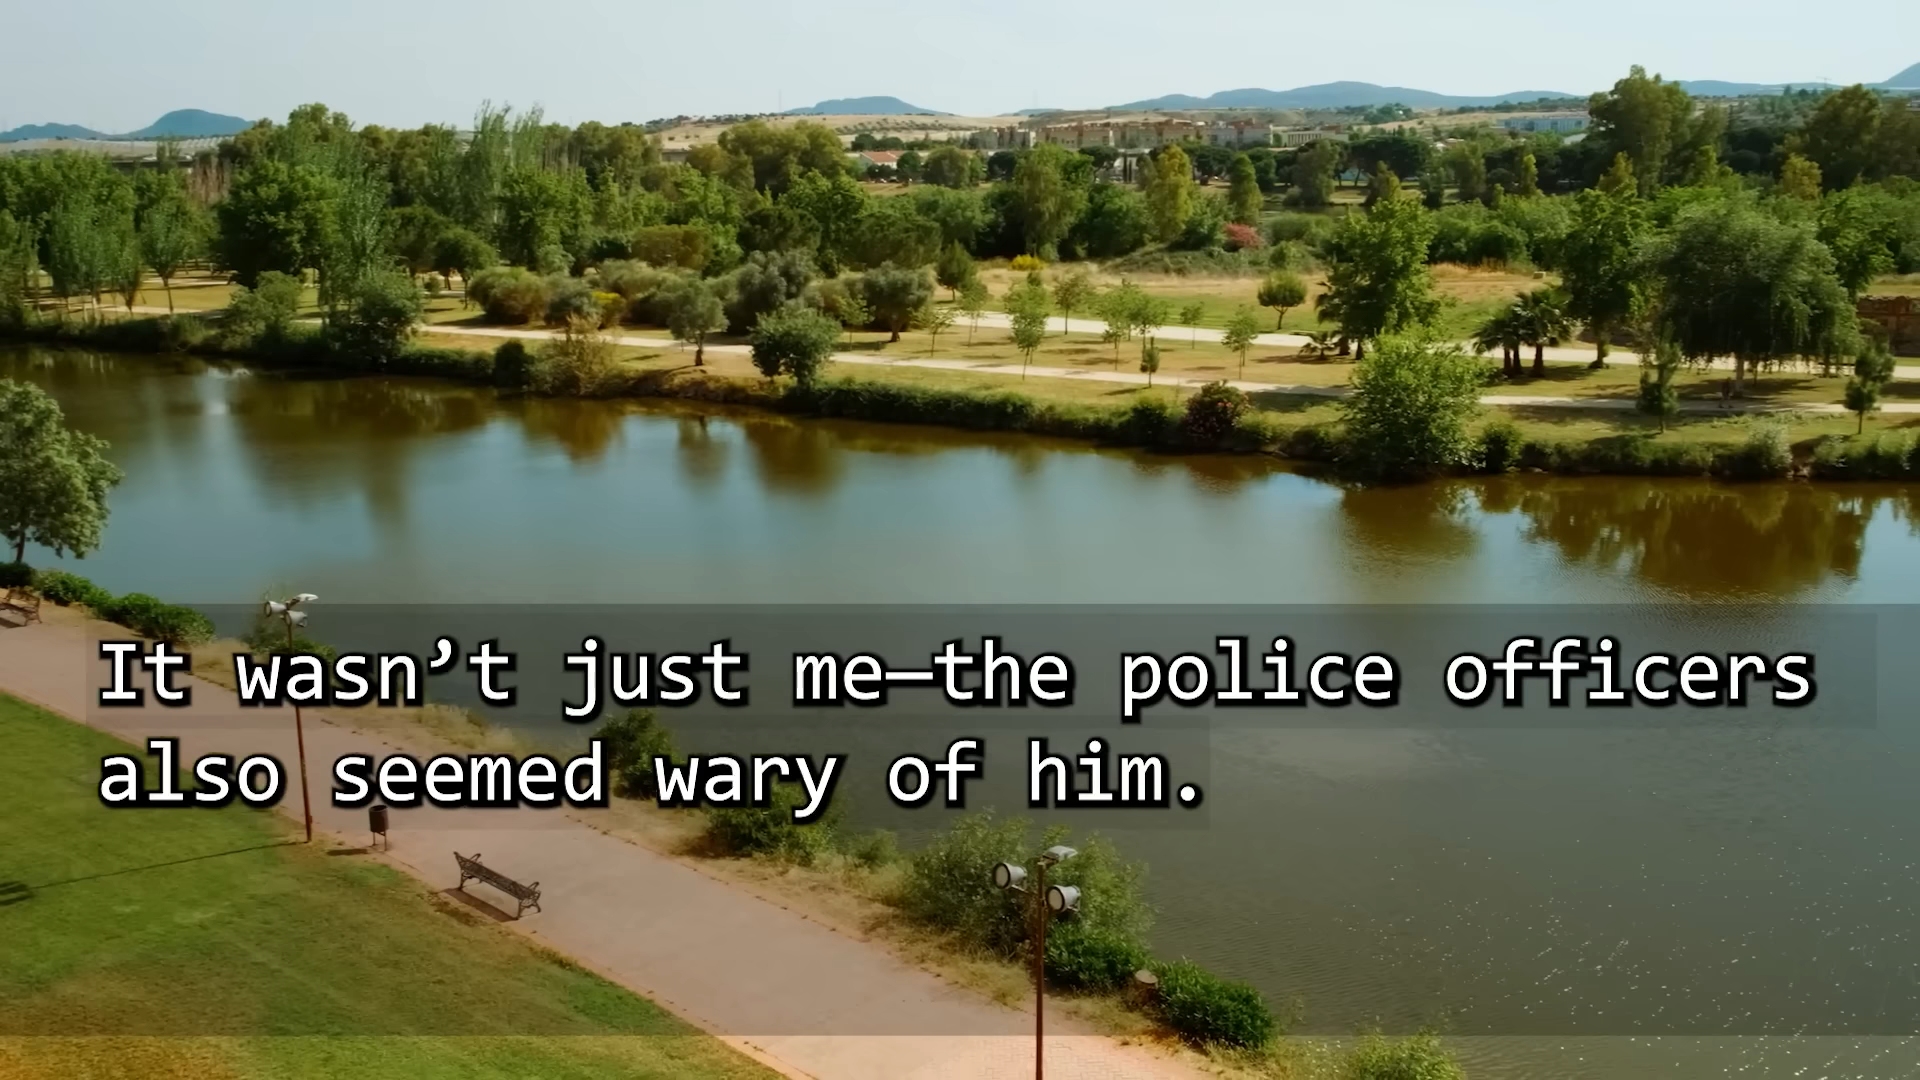 It wasn’t just me—the police officers
also seemed wary of him.